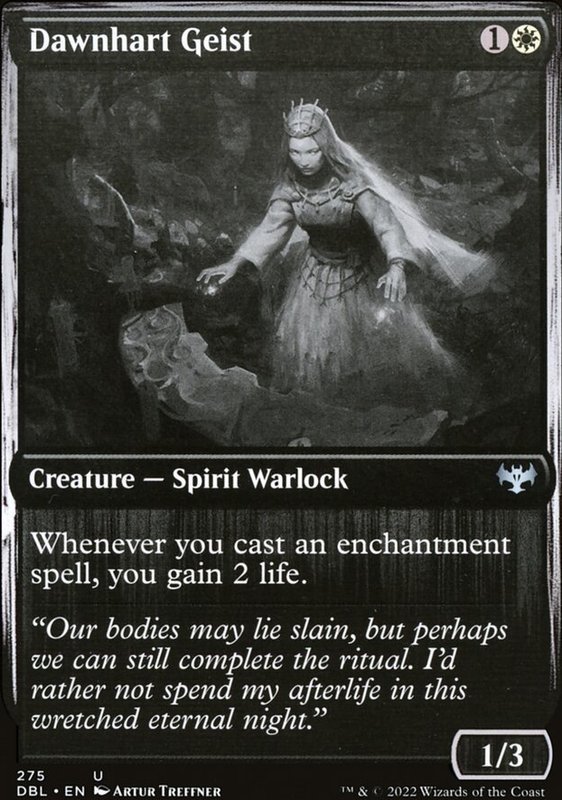 Dawnhart Geist 1
Creature — Spirit Warlock
Whenever you cast an enchantment
spell, you gain 2 life.
“Our bodies may lie slain, but perhaps
we can still complete the ritual. I’d
rather not spend my afterlife in this
wretched eternal night.”
1/3
275 U
DBL • EN Artur Treffner
™ & © 2022 Wizards of the Coast